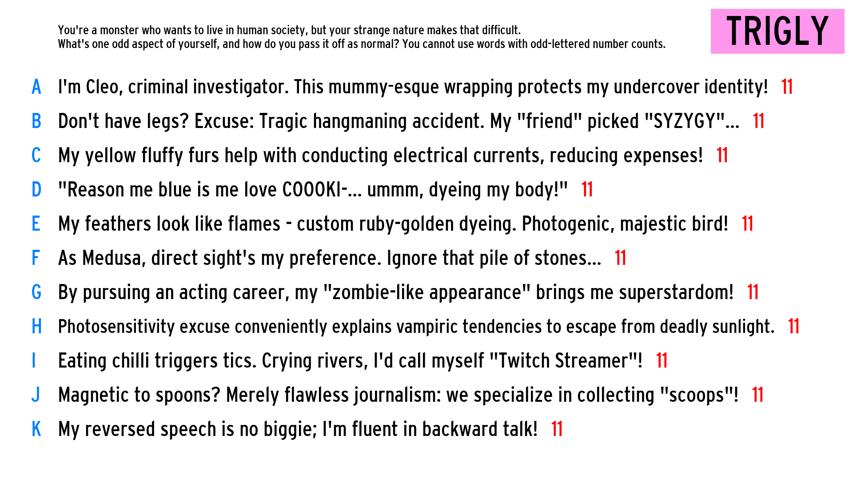 You're a monster who wants to live in human society, but your strange nature makes that difficult.
What's one odd aspect of yourself, and how do you pass it off as normal? You cannot use words with odd-lettered number counts.
TRIGLY
A I'm Cleo, criminal investigator. This mummy-esque wrapping protects my undercover identity! 11
B Don't have legs? Excuse: Tragic hangmaning accident. My "friend" picked "SYZYGY"... 11
C My yellow fluffy furs help with conducting electrical currents, reducing expenses! 11
D "Reason me blue is me love COOOKI-... ummm, dyeing my body!" 11
E My feathers look like flames - custom ruby-golden dyeing. Photogenic, majestic bird! 11
F As Medusa, direct sight's my preference. Ignore that pile of stones... 11
G By pursuing an acting career, my "zombie-like appearance" brings me superstardom! 11
H Photosensitivity excuse conveniently explains vampiric tendencies to escape from deadly sunlight. 11
I Eating chilli triggers tics. Crying rivers, I'd call myself "Twitch Streamer"! 11
J Magnetic to spoons? Merely flawless journalism: we specialize in collecting "scoops"! 11
K My reversed speech is no biggie; I'm fluent in backward talk! 11